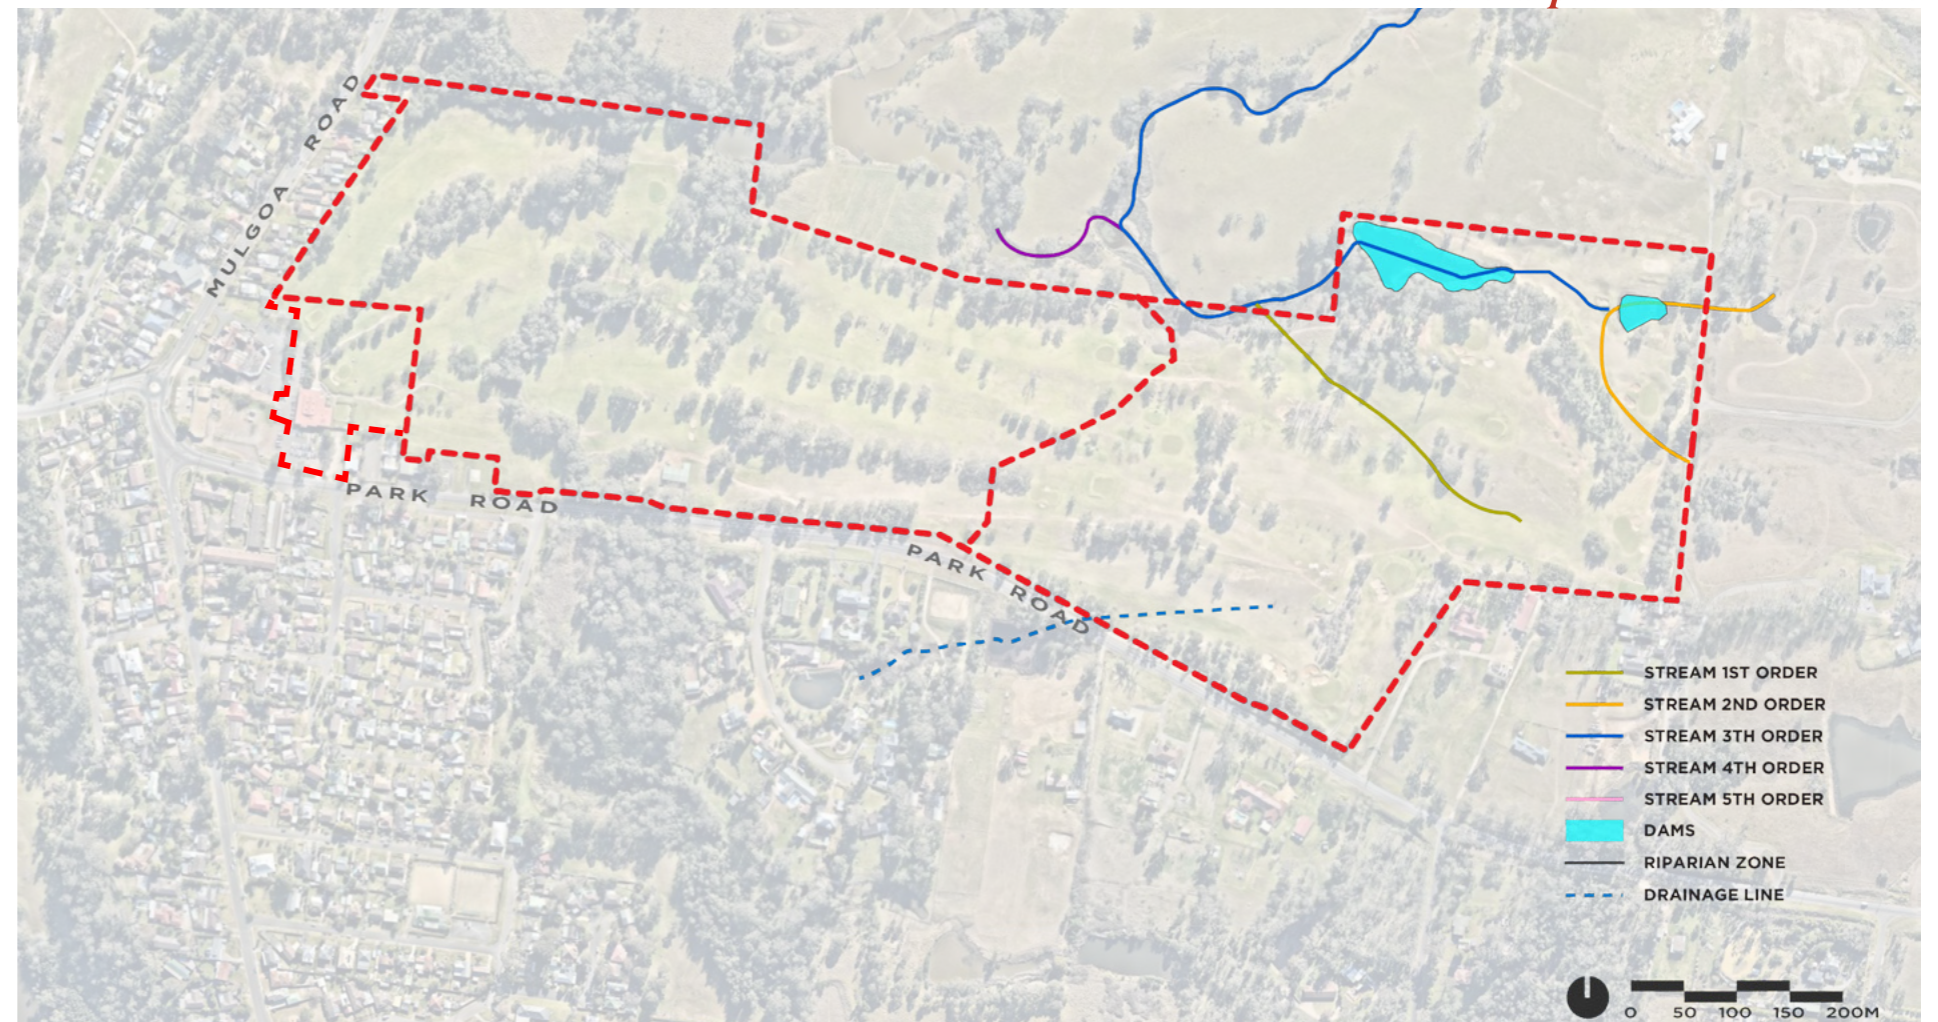 MULGOA ROAD
PARK ROAD
PARK ROAD
STREAM 1ST ORDER
STREAM 2ND ORDER
STREAM 3TH ORDER
STREAM 4TH ORDER
STREAM 5TH ORDER
DAMS
RIPARIAN ZONE
DRAINAGE LINE
0 50 100 150 200M